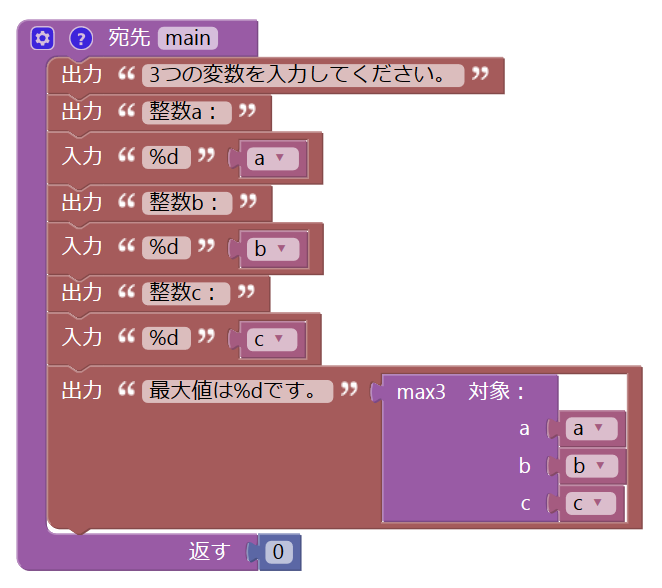 ? 宛先 main
出力 “ 3つの変数を入力してください。 ”
出力 “ 整数a： ”
入力 “ %d ” a
出力 “ 整数b： ”
入力 “ %d ” b
出力 “ 整数c： ”
入力 “ %d ” c
出力 “ 最大値は%dです。 ” max3 対象：
a a
b b
c c
返す 0